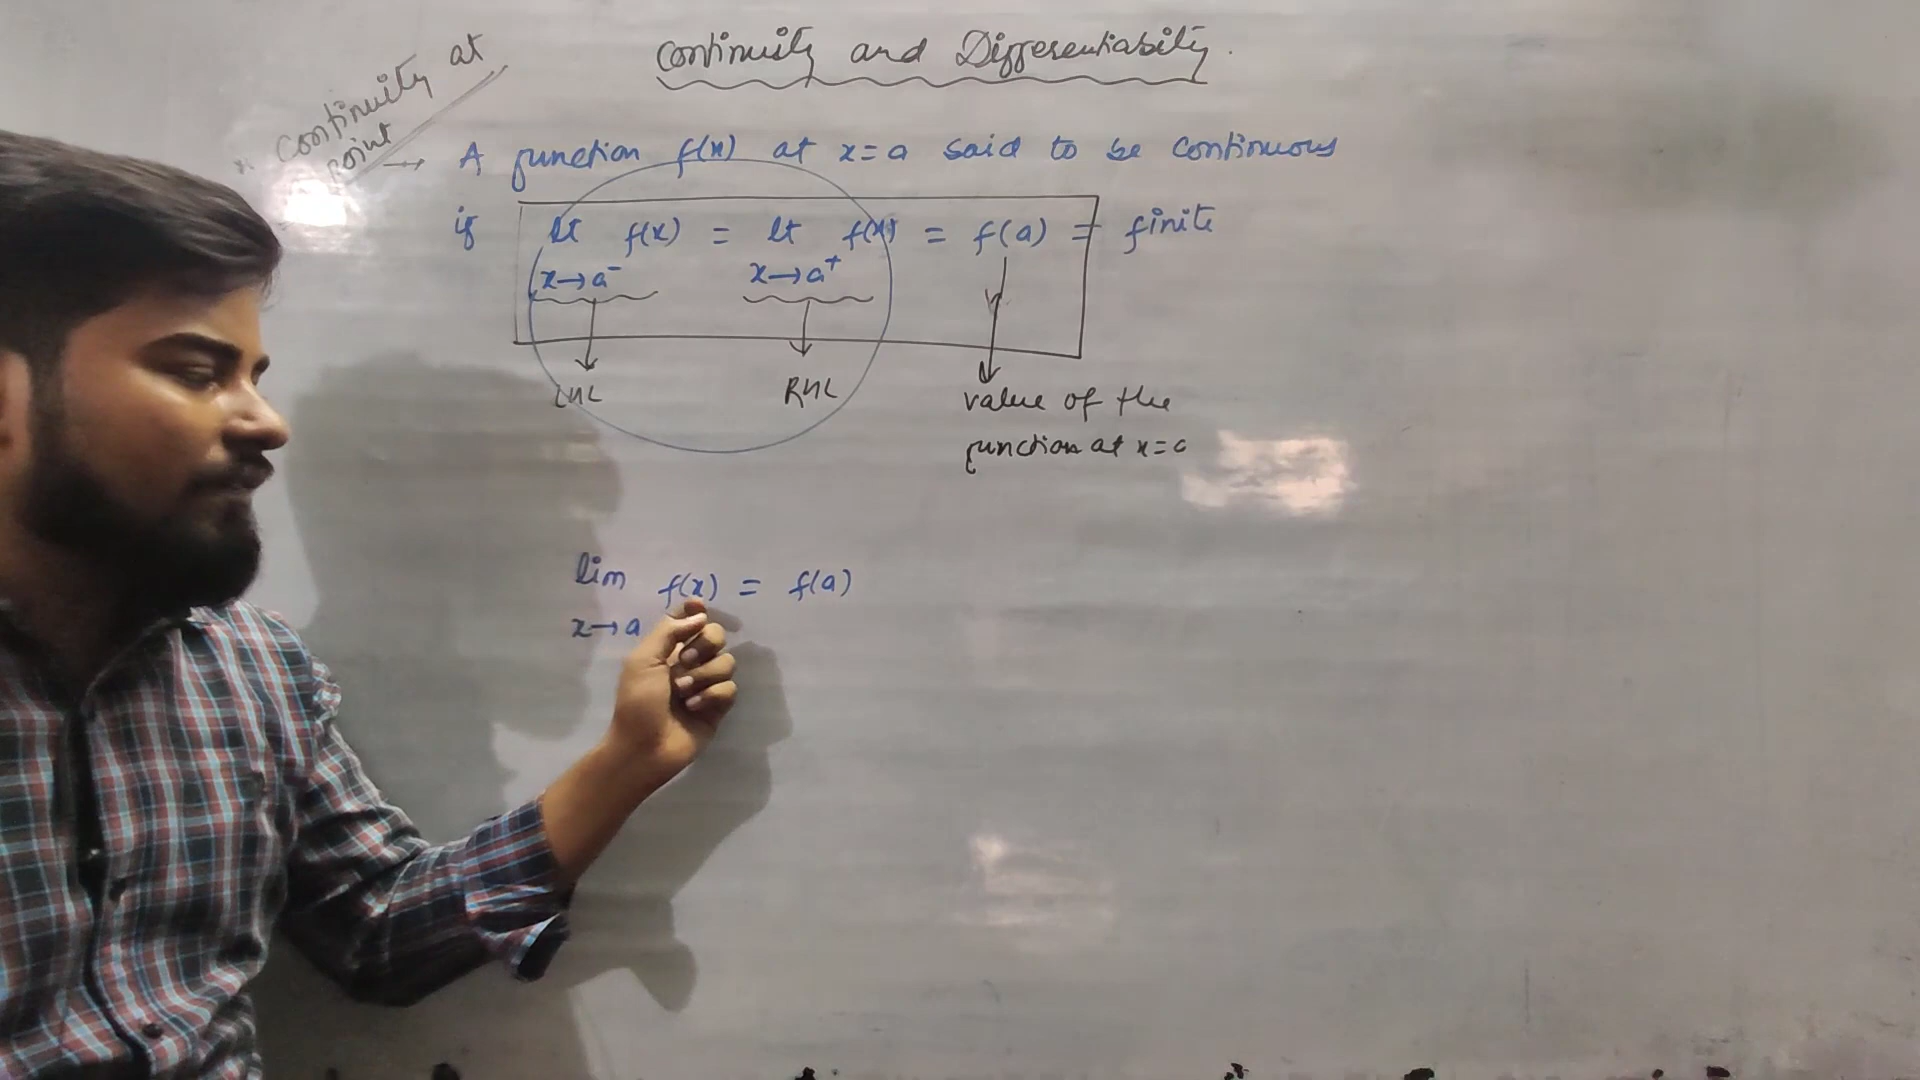 Continuity and Differentiability.
* Continuity at
point
→ A function f(x) at x=a said to be continuous
if lt f(x) = lt f(x) = f(a) = finite
x→a⁻ x→a⁺
LHL RHL value of the
function at x=a
lim f(x) = f(a)
x→a